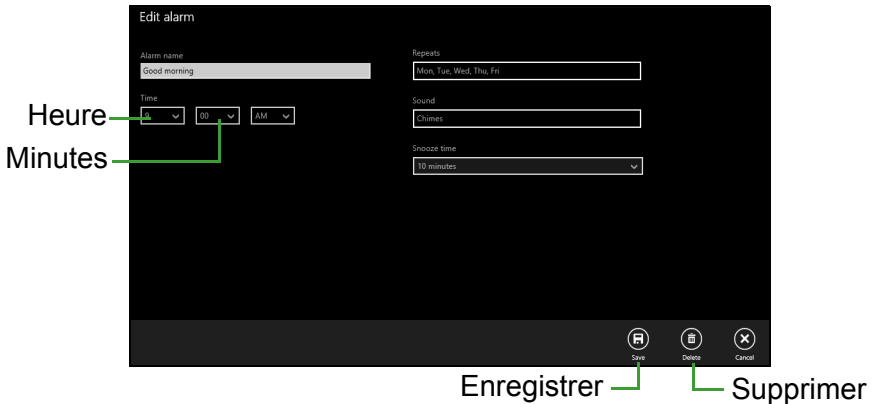 Edit alarm
Alarm name
Good morning
Time
9 00 AM
Repeats
Mon, Tue, Wed, Thu, Fri
Sound
Chimes
Snooze time
10 minutes
Heure
Minutes
Save Delete Cancel
Enregistrer
Supprimer